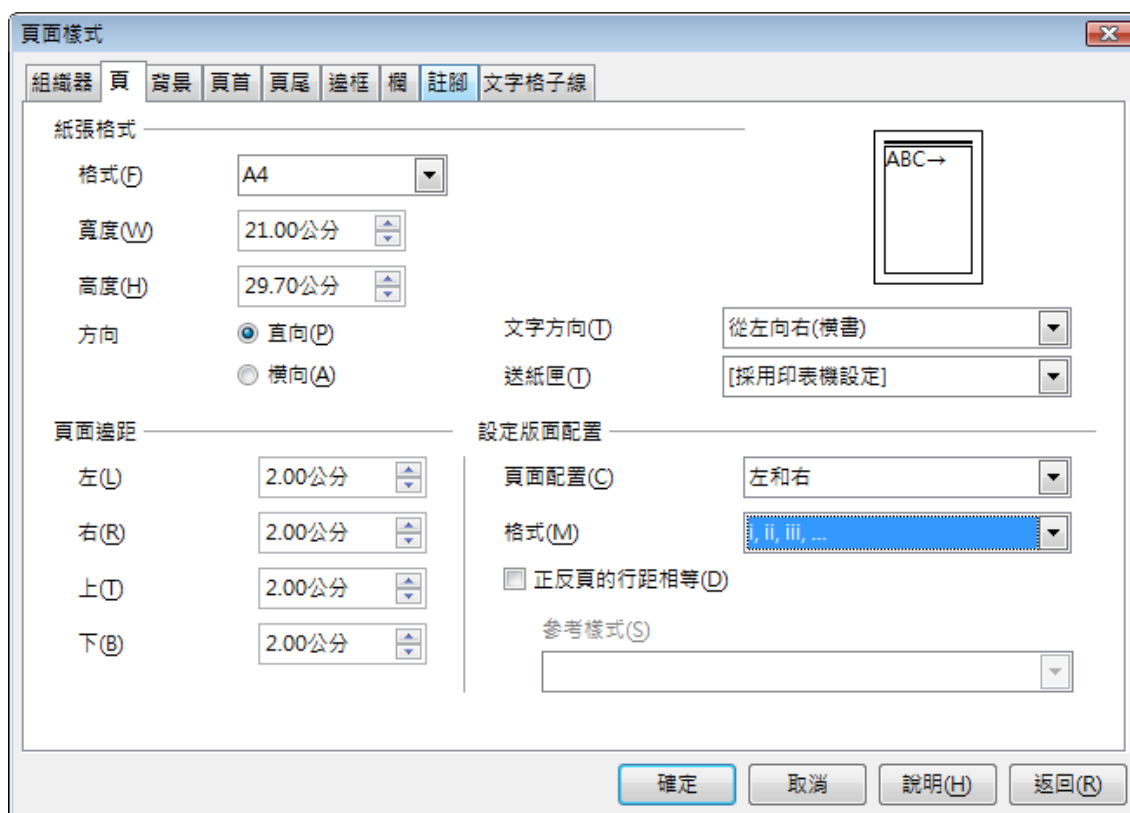 頁面樣式
組織器 頁 背景 頁首 頁尾 邊框 欄 註腳 文字格子線
紙張格式
ABC→
格式(F) A4
寬度(W) 21.00公分
高度(H) 29.70公分
方向 直向(P) 文字方向(T) 從左向右(橫書)
橫向(A) 送紙匣(T) [採用印表機設定]
頁面邊距 設定版面配置
左(L) 2.00公分 頁面配置(C) 左和右
右(R) 2.00公分 格式(M) i, ii, iii, ...
上(T) 2.00公分 正反頁的行距相等(D)
下(B) 2.00公分 參考樣式(S)
確定 取消 說明(H) 返回(R)